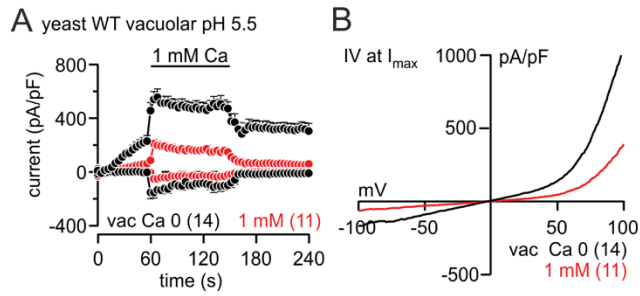 A yeast WT vacuolar pH 5.5
1 mM Ca
800
400
0
-400
current (pA/pF)
vac Ca 0 (14) 1 mM (11)
0 60 120 180 240
time (s)
B
IV at Imax
pA/pF
1000
500
mV
-100 -50 50 100
vac Ca 0 (14)
1 mM (11)
-500